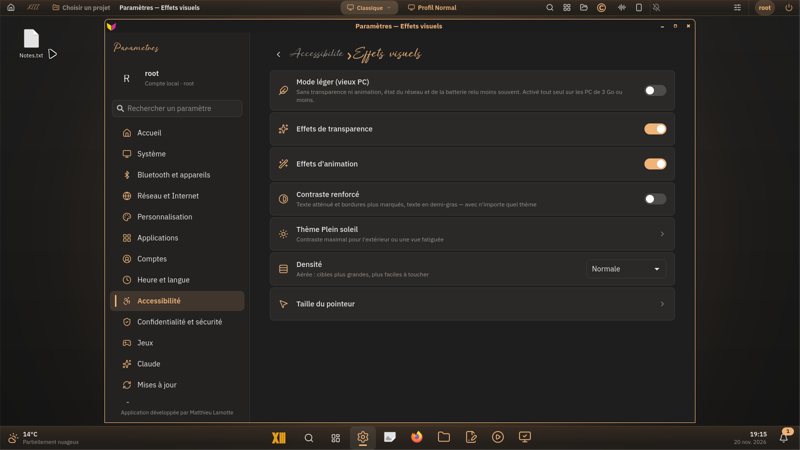 Choisir un projet
Paramètres — Effets visuels
Classique
Profil Normal
root
Notes.txt
Paramètres — Effets visuels
Paramètres
R
root
Compte local · root
Rechercher un paramètre
Accueil
Système
Bluetooth et appareils
Réseau et Internet
Personnalisation
Applications
Comptes
Heure et langue
Accessibilité
Confidentialité et sécurité
Jeux
Claude
Mises à jour
Application développée par Matthieu Lamotte
Accessibilité
Effets visuels
Mode léger (vieux PC)
Sans transparence ni animation, état du réseau et de la batterie relu moins souvent. Activé tout seul sur les PC de 3 Go ou
moins.
Effets de transparence
Effets d'animation
Contraste renforcé
Texte atténué et bordures plus marqués, texte en demi-gras — avec n'importe quel thème
Thème Plein soleil
Contraste maximal pour l'extérieur ou une vue fatiguée
Densité
Aérée : cibles plus grandes, plus faciles à toucher
Normale
Taille du pointeur
14°C
Partiellement nuageux
XIII
19:15
20 nov. 2026
1